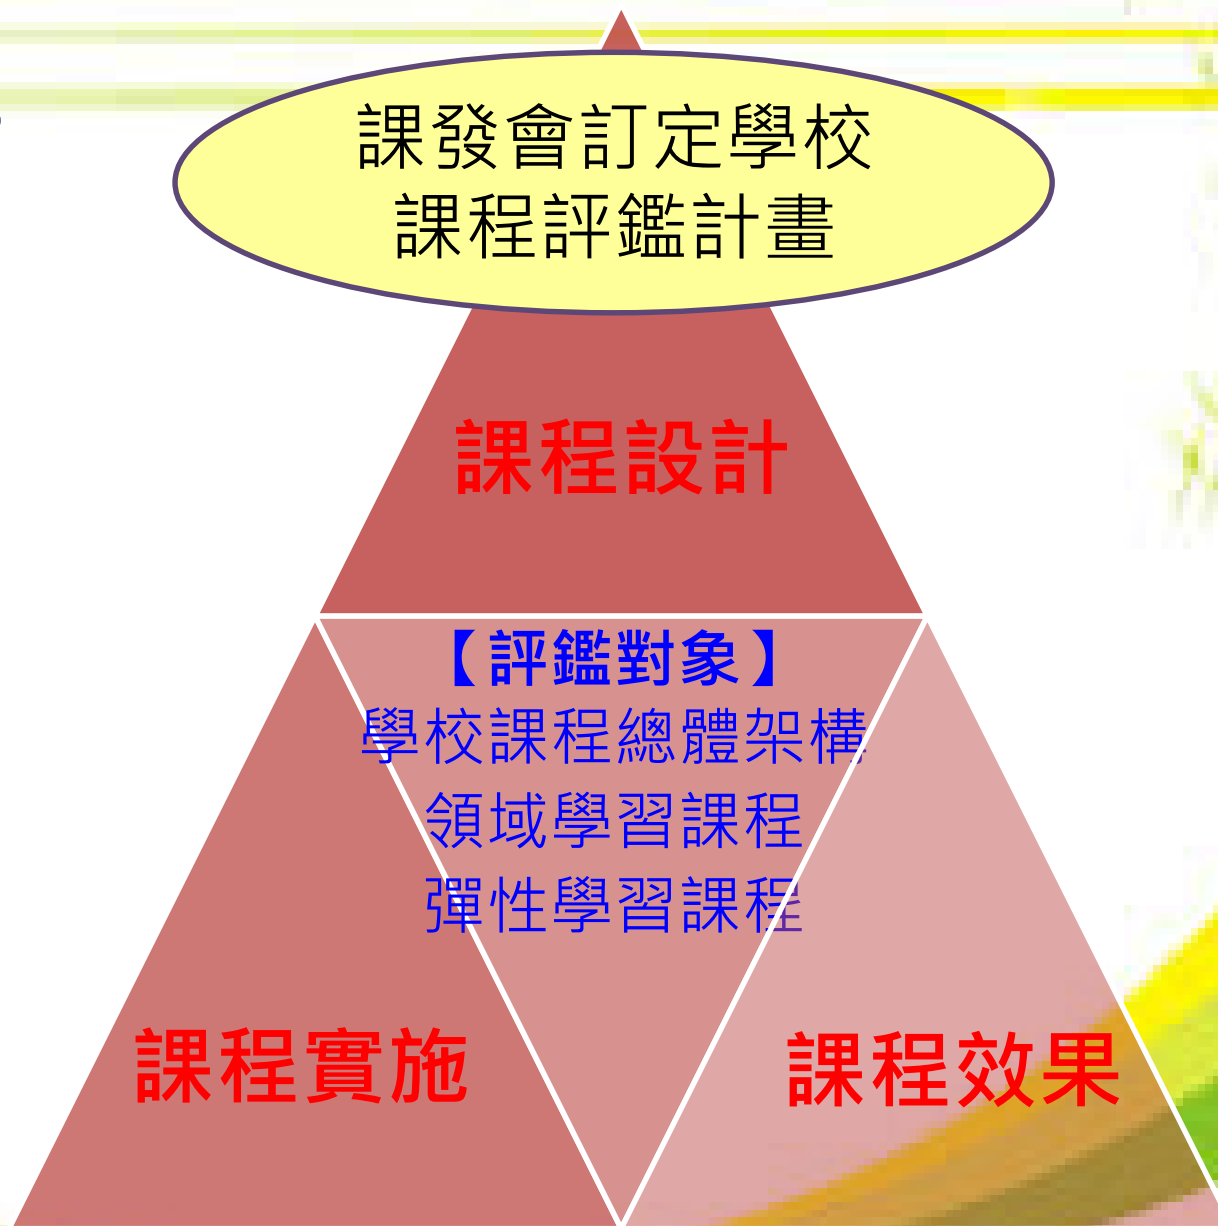 課發會訂定學校
課程評鑑計畫
課程設計
【評鑑對象】
學校課程總體架構
領域學習課程
彈性學習課程
課程實施
課程效果